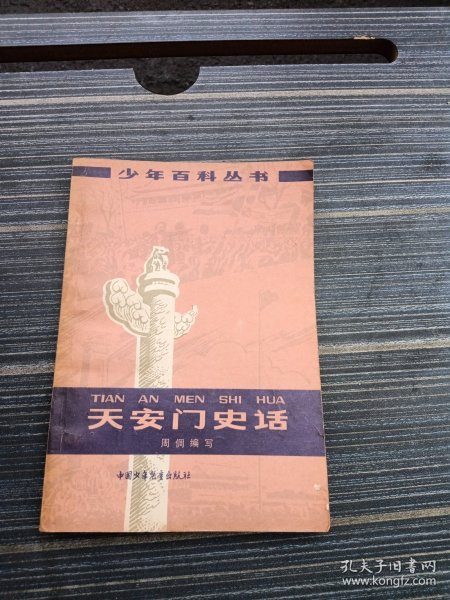 少年百科丛书
TIAN AN MEN SHI HUA
天安门史话
周倜编写
中国少年儿童出版社
孔夫子旧书网
www.kongfz.com